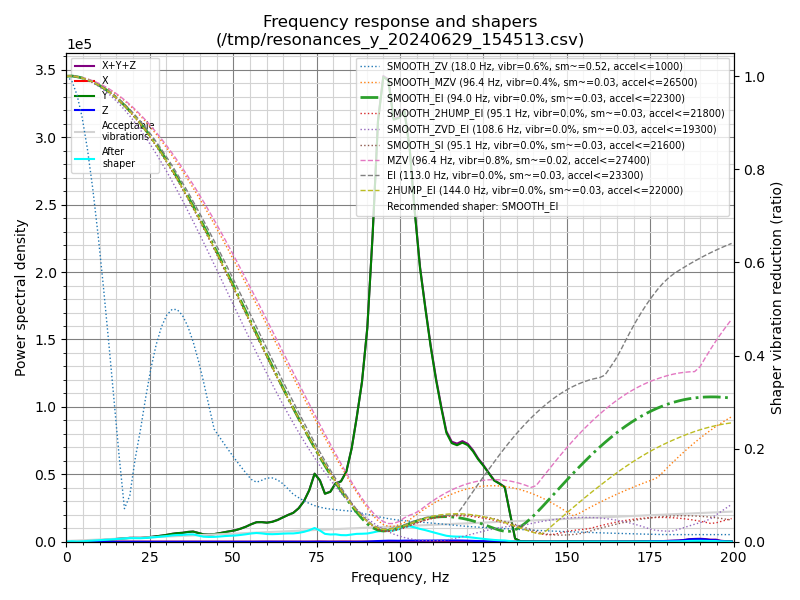 Frequency response and shapers
(/tmp/resonances_y_20240629_154513.csv)
1e5
X+Y+Z
X
Y
Z
Acceptable
vibrations
After
shaper
SMOOTH_ZV (18.0 Hz, vibr=0.6%, sm~=0.52, accel<=1000)
SMOOTH_MZV (96.4 Hz, vibr=0.4%, sm~=0.03, accel<=26500)
SMOOTH_EI (94.0 Hz, vibr=0.0%, sm~=0.03, accel<=22300)
SMOOTH_2HUMP_EI (95.1 Hz, vibr=0.0%, sm~=0.03, accel<=21800)
SMOOTH_ZVD_EI (108.6 Hz, vibr=0.0%, sm~=0.03, accel<=19300)
SMOOTH_SI (95.1 Hz, vibr=0.0%, sm~=0.03, accel<=21600)
MZV (96.4 Hz, vibr=0.8%, sm~=0.02, accel<=27400)
EI (113.0 Hz, vibr=0.0%, sm~=0.03, accel<=23300)
2HUMP_EI (144.0 Hz, vibr=0.0%, sm~=0.03, accel<=22000)
Recommended shaper: SMOOTH_EI
Power spectral density
3.5
3.0
2.5
2.0
1.5
1.0
0.5
0.0
0 25 50 75 100 125 150 175 200
Frequency, Hz
1.0
0.8
0.6
0.4
0.2
0.0
Shaper vibration reduction (ratio)